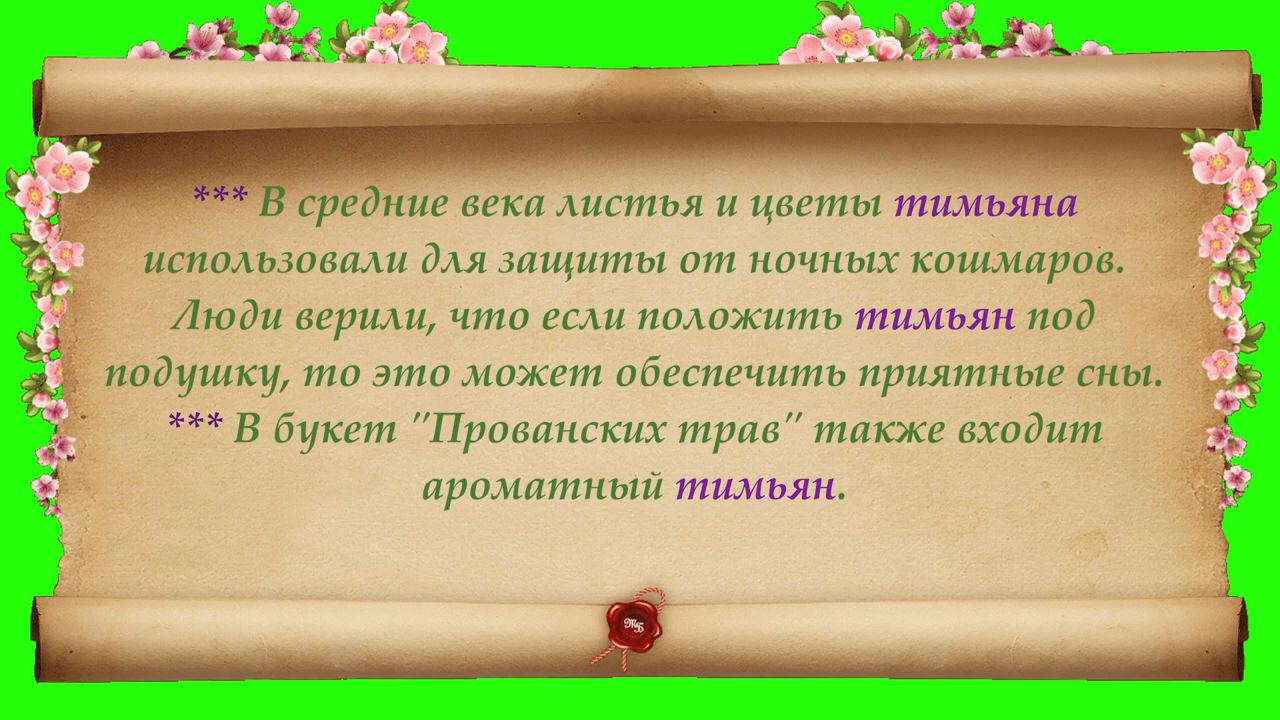 *** В средние века листья и цветы тимьяна
использовали для защиты от ночных кошмаров.
Люди верили, что если положить тимьян под
подушку, то это может обеспечить приятные сны.
*** В букет "Прованских трав" также входит
ароматный тимьян.
ТБ